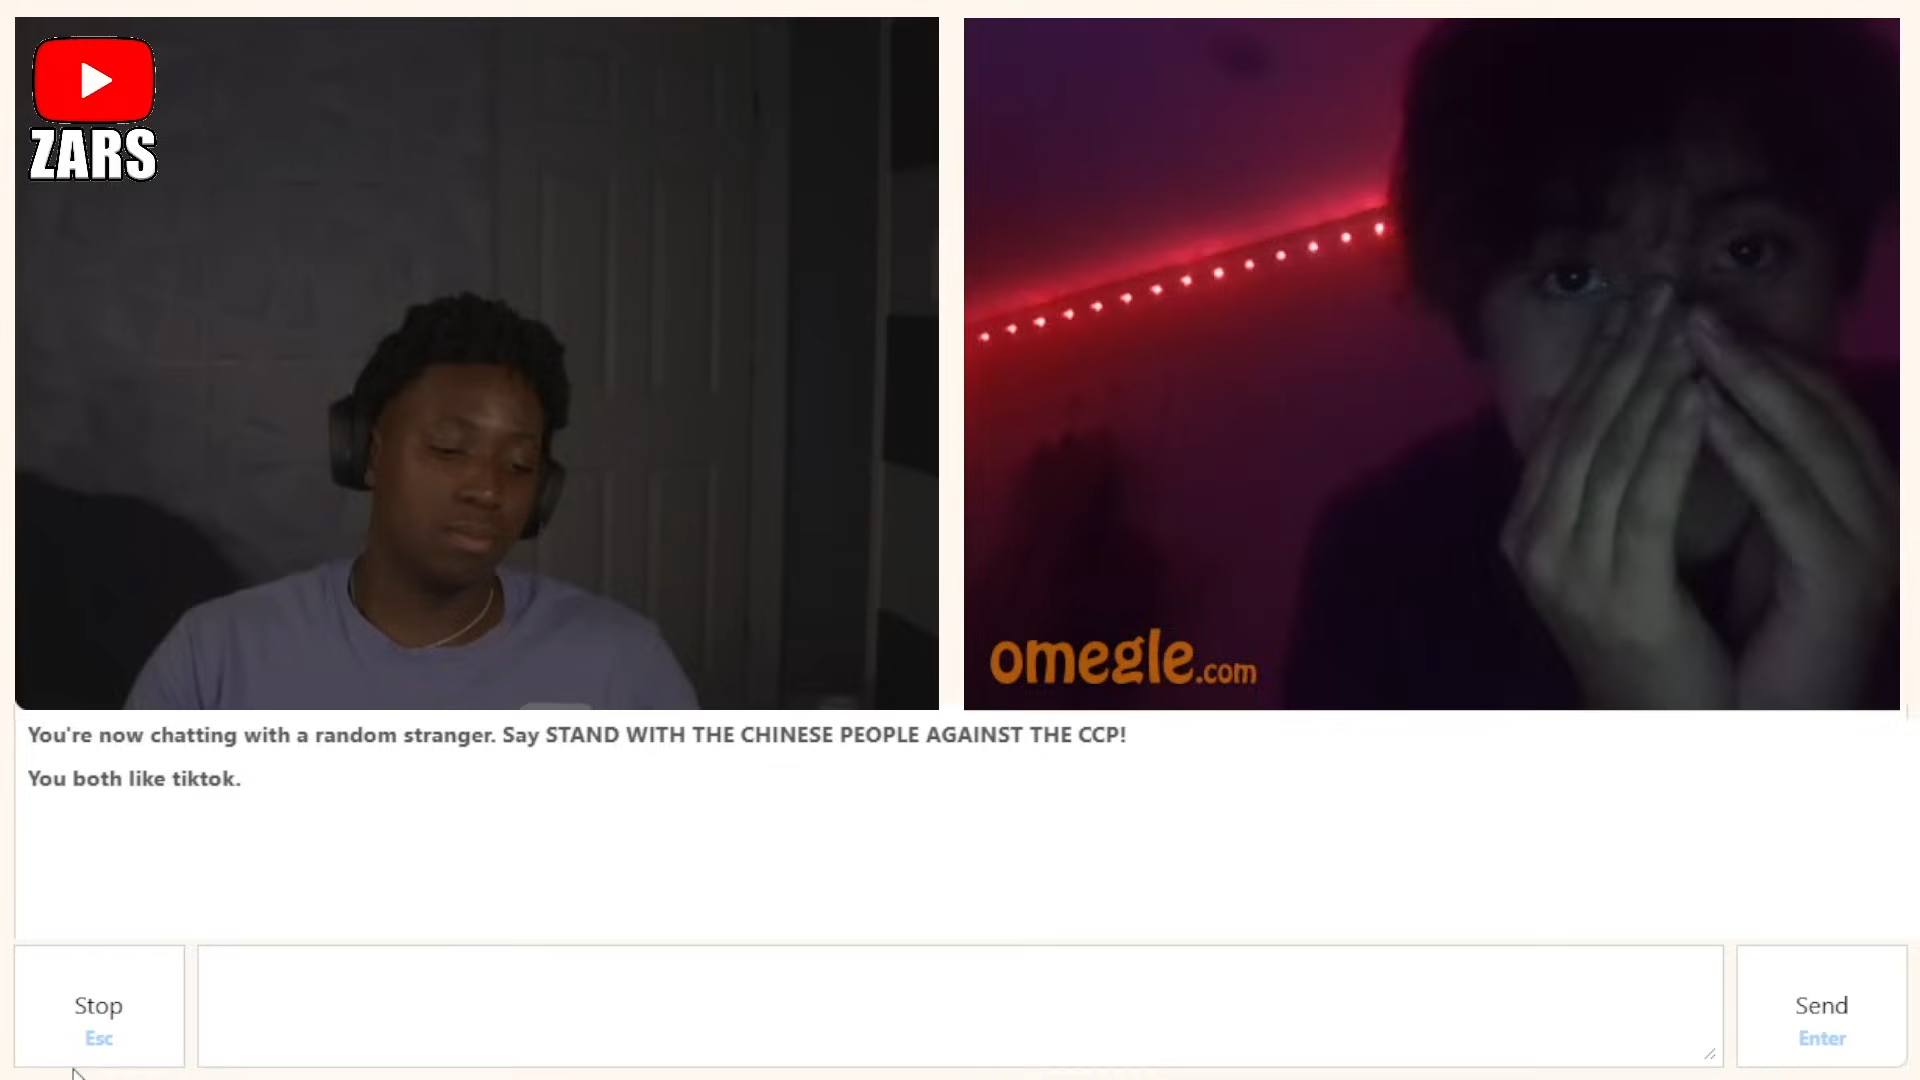 ZARS
omegle.com
You're now chatting with a random stranger. Say STAND WITH THE CHINESE PEOPLE AGAINST THE CCP!
You both like tiktok.
Stop
Esc
Send
Enter